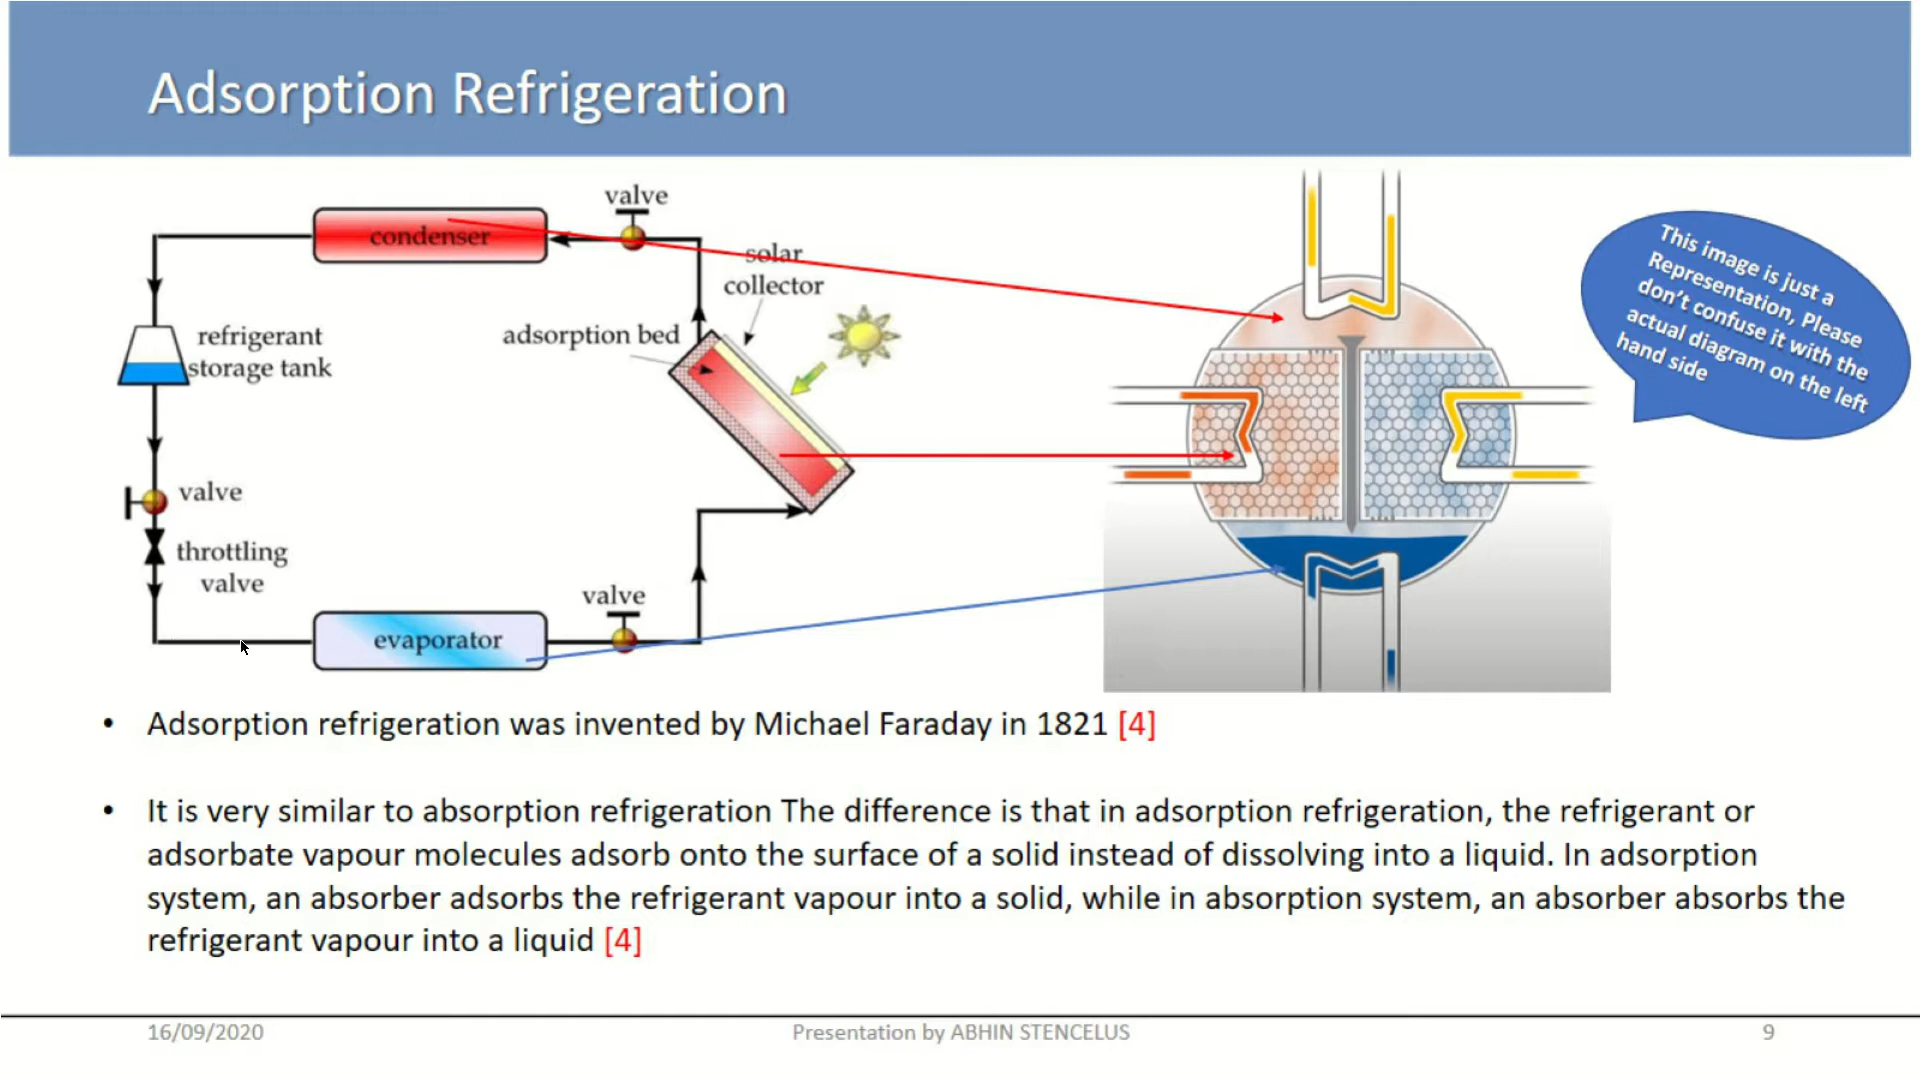 Adsorption Refrigeration
valve
condenser
solar
collector
adsorption bed
refrigerant
storage tank
valve
throttling
valve
valve
evaporator
This image is just a
Representation, Please
don't confuse it with the
actual diagram on the left
hand side
• Adsorption refrigeration was invented by Michael Faraday in 1821 [4]
• It is very similar to absorption refrigeration The difference is that in adsorption refrigeration, the refrigerant or
adsorbate vapour molecules adsorb onto the surface of a solid instead of dissolving into a liquid. In adsorption
system, an absorber adsorbs the refrigerant vapour into a solid, while in absorption system, an absorber absorbs the
refrigerant vapour into a liquid [4]
16/09/2020
Presentation by ABHIN STENCELUS
9